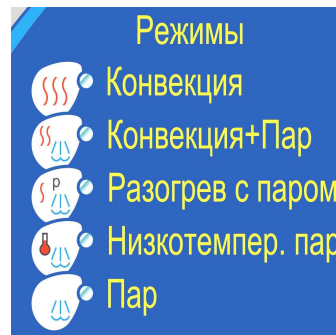 Режимы
Конвекция
Конвекция+Пар
р
Разогрев с паром
Низкотемпер. пар
Пар